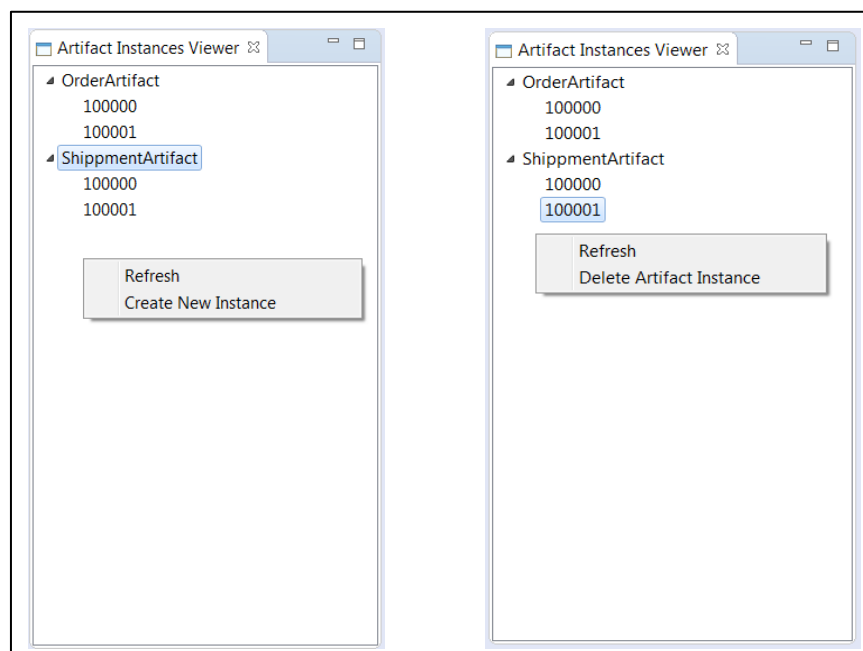 Artifact Instances Viewer
OrderArtifact
100000
100001
ShippmentArtifact
100000
100001
Refresh
Create New Instance
Artifact Instances Viewer
OrderArtifact
100000
100001
ShippmentArtifact
100000
100001
Refresh
Delete Artifact Instance